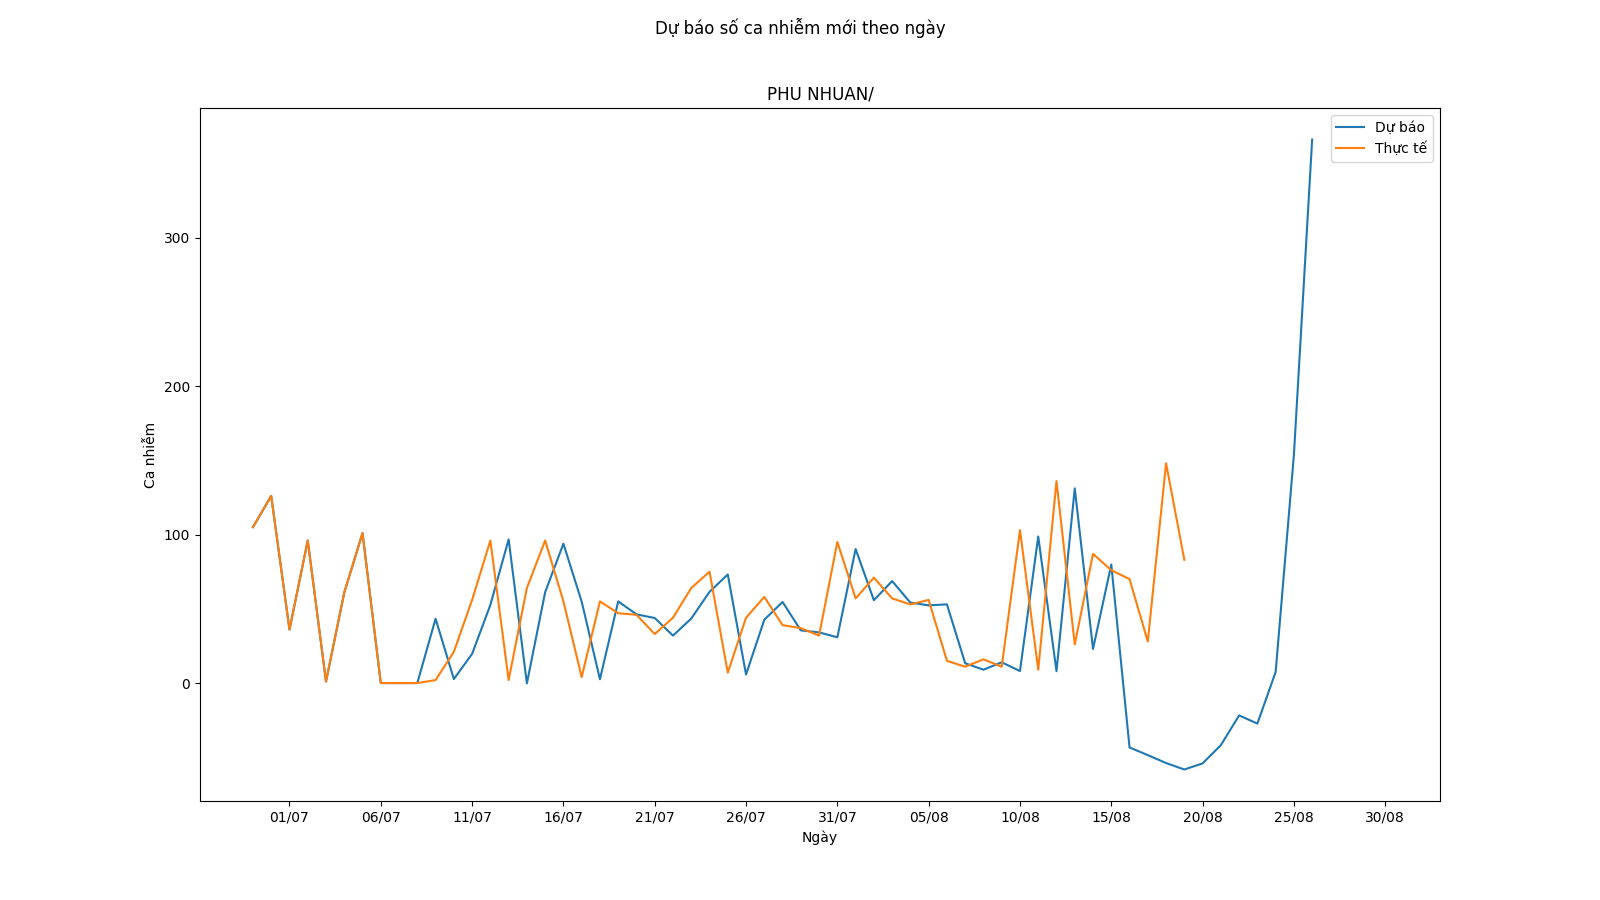 Dự báo số ca nhiễm mới theo ngày
PHU NHUAN/
Dự báo
Thực tế
300
200
100
0
Ca nhiễm
01/07 06/07 11/07 16/07 21/07 26/07 31/07 05/08 10/08 15/08 20/08 25/08 30/08
Ngày